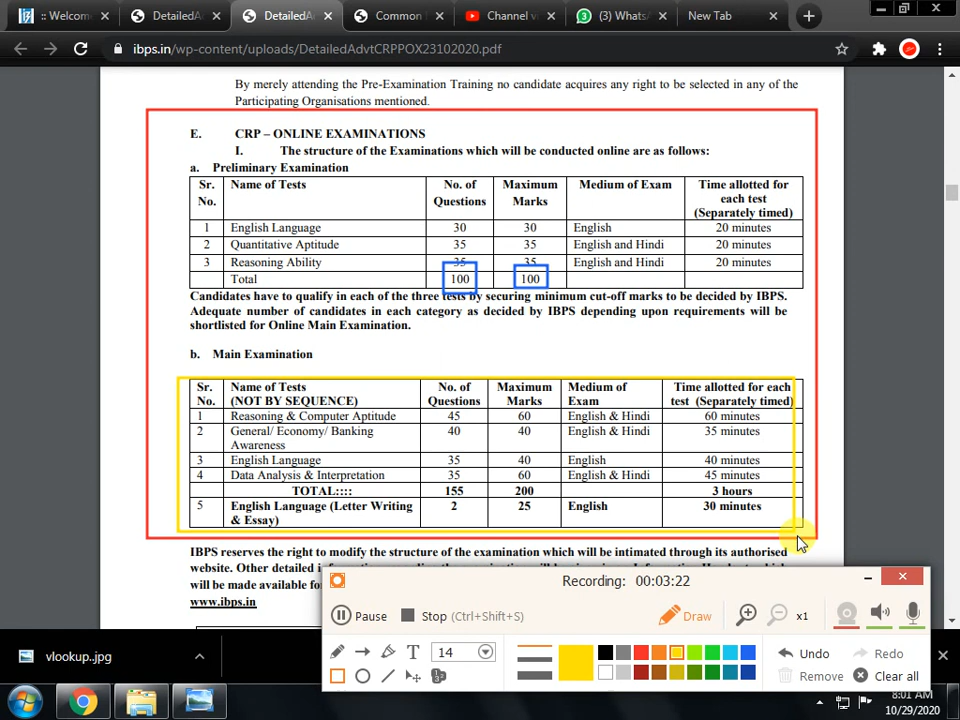 :: Welcom
DetailedA
DetailedA
Common
Channel v
(3) Whats
New Tab
ibps.in/wp-content/uploads/DetailedAdvtCRPPOX23102020.pdf
By merely attending the Pre-Examination Training no candidate acquires any right to be selected in any of the
Participating Organisations mentioned.
E. CRP – ONLINE EXAMINATIONS
I. The structure of the Examinations which will be conducted online are as follows:
a. Preliminary Examination
Sr. No. Name of Tests No. of Questions Maximum Marks Medium of Exam Time allotted for each test (Separately timed)
1 English Language 30 30 English 20 minutes
2 Quantitative Aptitude 35 35 English and Hindi 20 minutes
3 Reasoning Ability 35 35 English and Hindi 20 minutes
Total 100 100
Candidates have to qualify in each of the three tests by securing minimum cut-off marks to be decided by IBPS.
Adequate number of candidates in each category as decided by IBPS depending upon requirements will be
shortlisted for Online Main Examination.
b. Main Examination
Sr. No. Name of Tests (NOT BY SEQUENCE) No. of Questions Maximum Marks Medium of Exam Time allotted for each test (Separately timed)
1 Reasoning & Computer Aptitude 45 60 English & Hindi 60 minutes
2 General/ Economy/ Banking Awareness 40 40 English & Hindi 35 minutes
3 English Language 35 40 English 40 minutes
4 Data Analysis & Interpretation 35 60 English & Hindi 45 minutes
TOTAL:::: 155 200 3 hours
5 English Language (Letter Writing & Essay) 2 25 English 30 minutes
IBPS reserves the right to modify the structure of the examination which will be intimated through its authorised
website. Other detailed
will be made available for
www.ibps.in
Recording: 00:03:22
Pause Stop (Ctrl+Shift+S) Draw x1
T 14 Undo Redo
Remove Clear all
vlookup.jpg
8:01 AM
10/29/2020